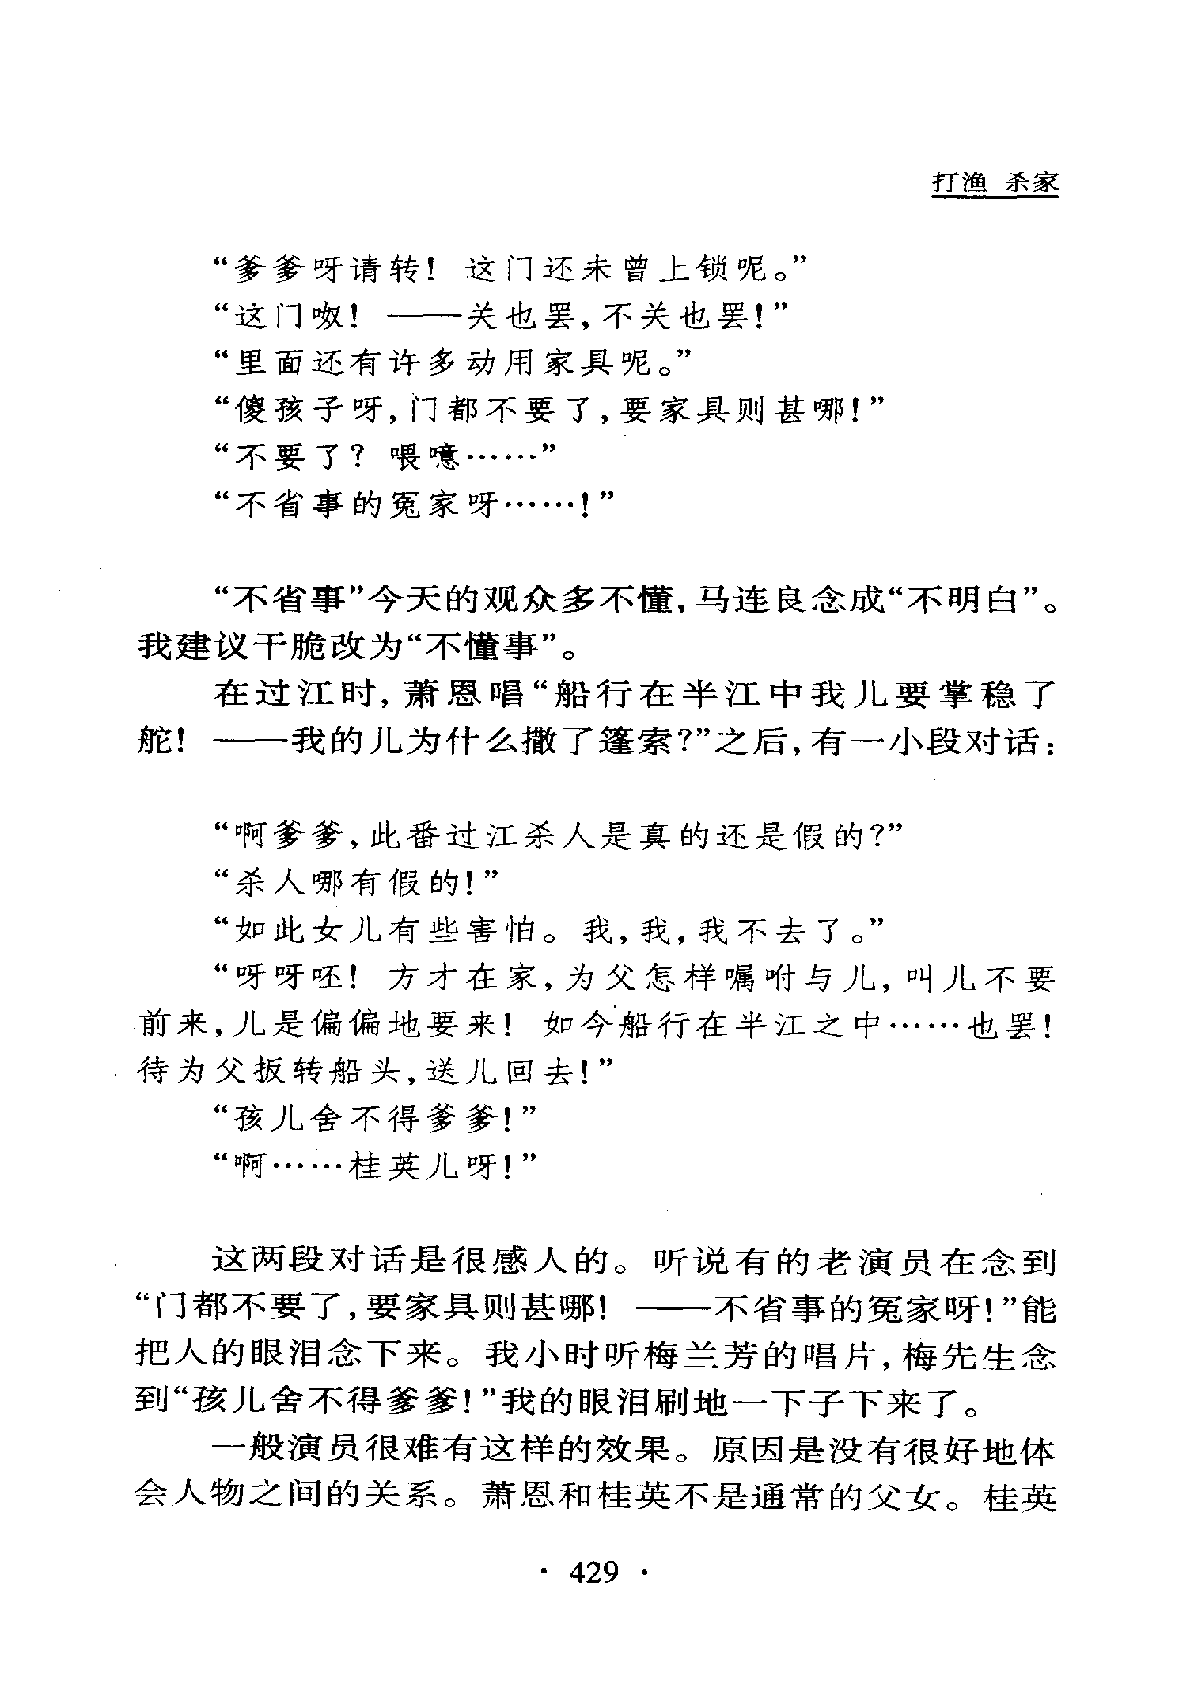 打渔 杀家
“爹爹呀请转！这门还未曾上锁呢。”
“这门呶！——关也罢，不关也罢！”
“里面还有许多动用家具呢。”
“傻孩子呀，门都不要了，要家具则甚哪！”
“不要了？喂噫……”
“不省事的冤家呀……！”
“不省事”今天的观众多不懂，马连良念成“不明白”。
我建议干脆改为“不懂事”。
在过江时，萧恩唱“船行在半江中我儿要掌稳了
舵！——我的儿为什么撒了篷索？”之后，有一小段对话：
“啊爹爹，此番过江杀人是真的还是假的？”
“杀人哪有假的！”
“如此女儿有些害怕。我，我，我不去了。”
“呀呀呸！方才在家，为父怎样嘱咐与儿，叫儿不要
前来，儿是偏偏地要来！如今船行在半江之中……也罢！
待为父扳转船头，送儿回去！”
“孩儿舍不得爹爹！”
“啊……桂英儿呀！”
这两段对话是很感人的。听说有的老演员在念到
“门都不要了，要家具则甚哪！——不省事的冤家呀！”能
把人的眼泪念下来。我小时听梅兰芳的唱片，梅先生念
到“孩儿舍不得爹爹！”我的眼泪刷地一下子下来了。
一般演员很难有这样的效果。原因是没有很好地体
会人物之间的关系。萧恩和桂英不是通常的父女。桂英
· 429 ·